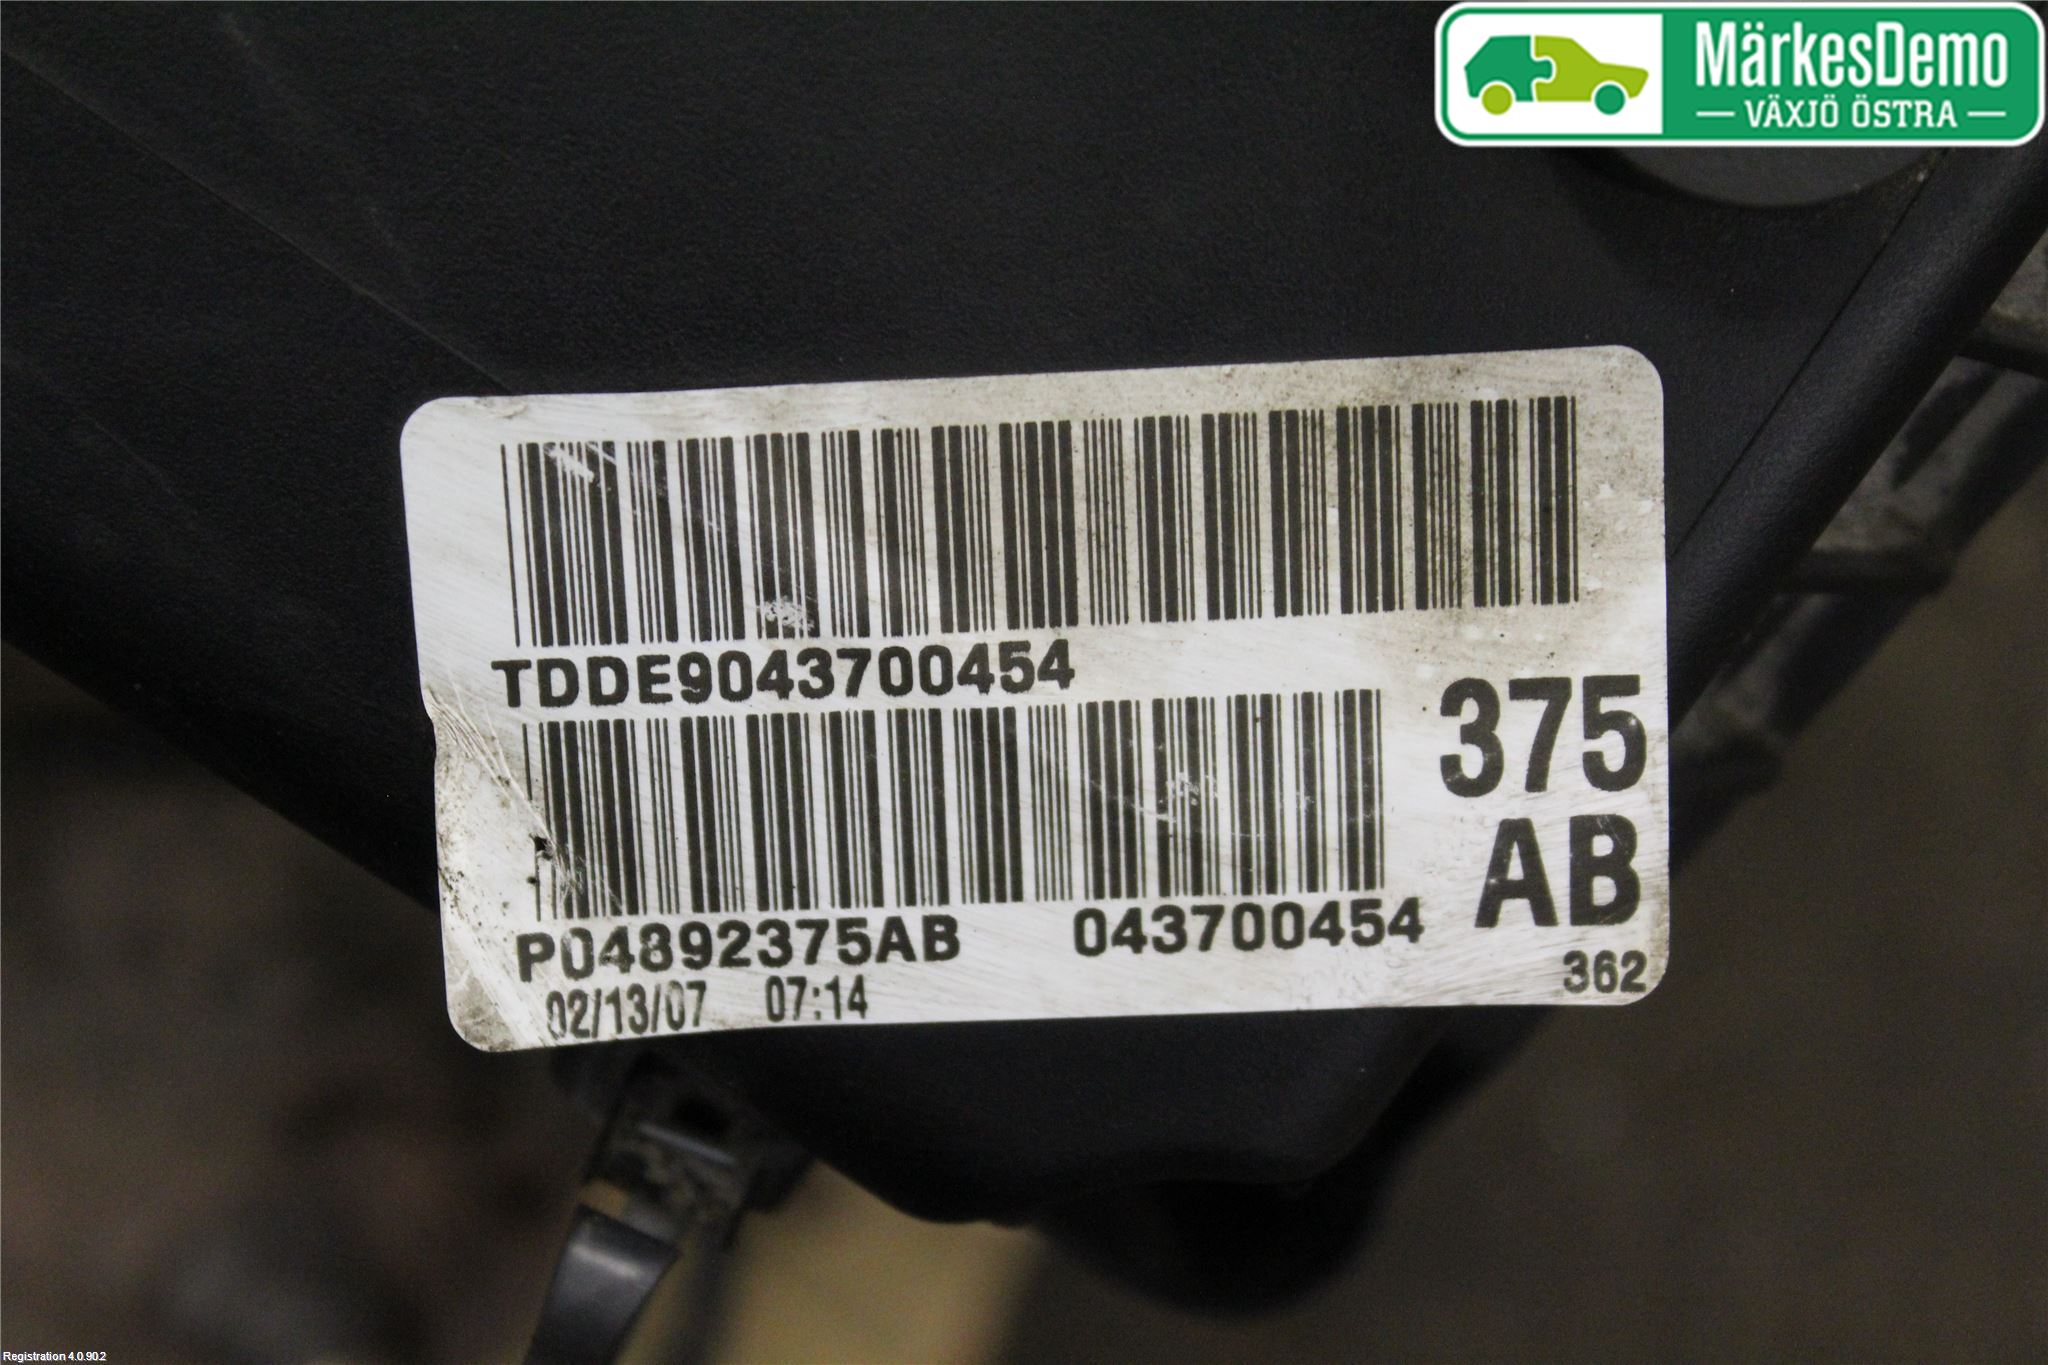 MärkesDemo
VÄXJÖ ÖSTRA
TDDE9043700454
375
AB
P04892375AB 043700454
362
02/13/07 07:14
Registration 4.0.90.2